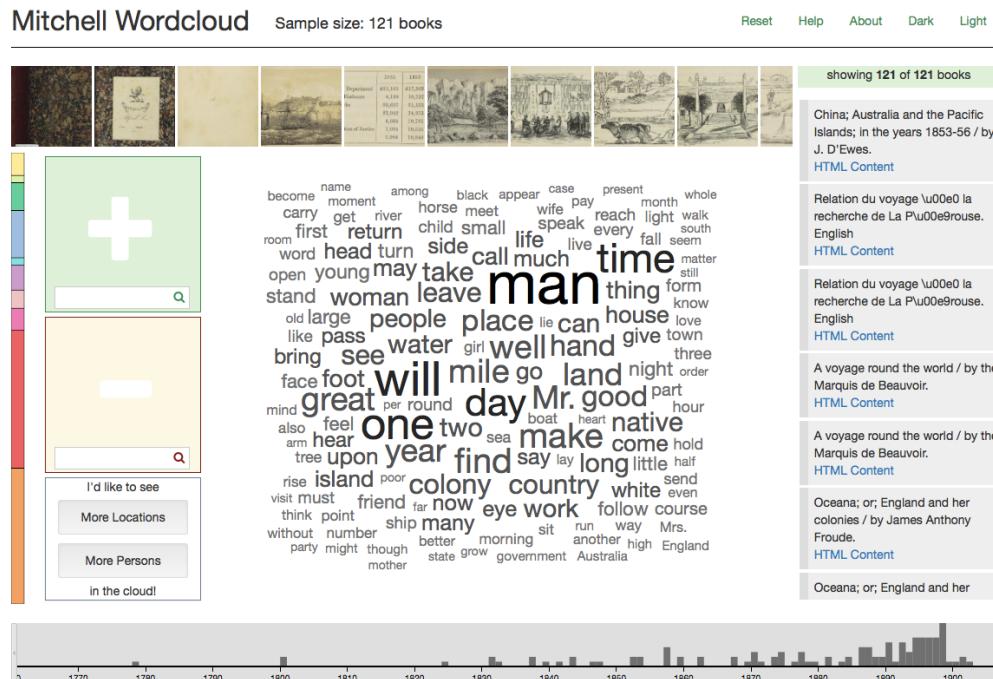 Mitchell Wordcloud Sample size: 121 books Reset Help About Dark Light
showing 121 of 121 books
China; Australia and the Pacific
Islands; in the years 1853-56 / by
J. D'Ewes.
HTML Content
Relation du voyage \u00e0 la
recherche de La P\u00e9rouse.
English
HTML Content
Relation du voyage \u00e0 la
recherche de La P\u00e9rouse.
English
HTML Content
A voyage round the world / by the
Marquis de Beauvoir.
HTML Content
A voyage round the world / by the
Marquis de Beauvoir.
HTML Content
Oceana; or; England and her
colonies / by James Anthony
Froude.
HTML Content
Oceana; or; England and her
I'd like to see
More Locations
More Persons
in the cloud!
become name among black appear case present whole
moment wife pay month
carry get river horse meet reach light walk
first return child small speak every south
room word head turn side life live fall seem
call much time matter
open young may take man still
stand woman leave thing form
know
old large people place lie can house love
like pass water girl well hand give town
bring see three
face foot will mile go land night order
mind great per round day Mr. good part
hour
also feel one two boat heart native
arm hear sea make come hold
tree upon year find say lay long little half
rise island poor colony country white send
visit must friend far now eye work follow even
course
think point ship many sit run way Mrs.
without number better morning another high England
party might though state grow government Australia
mother
1770 1780 1790 1800 1810 1820 1830 1840 1850 1860 1870 1880 1890 1900